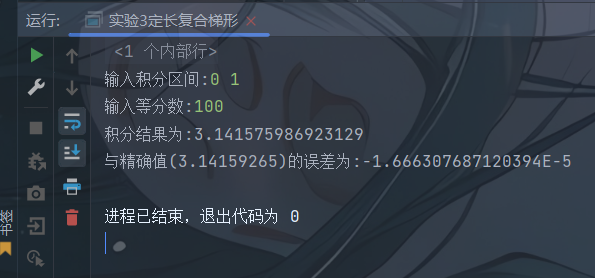 运行: 实验3定长复合梯形
<1 个内部行>
输入积分区间:0 1
输入等分数:100
积分结果为:3.141575986923129
与精确值(3.14159265)的误差为:-1.666307687120394E-5
进程已结束，退出代码为 0
书签